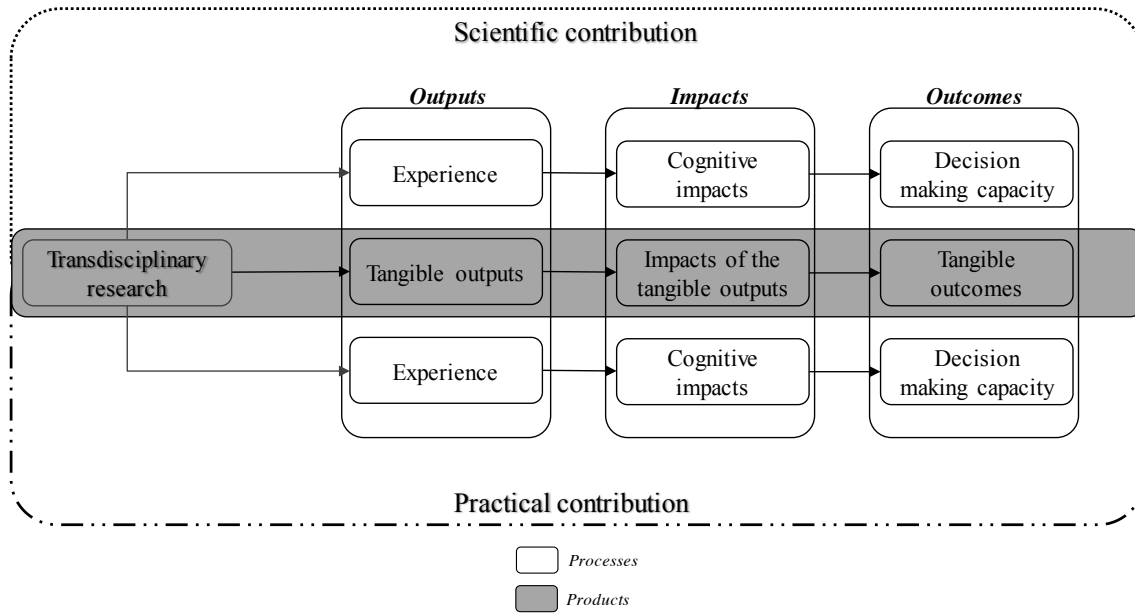 Scientific contribution
Outputs
Impacts
Outcomes
Experience
Cognitive
impacts
Decision
making capacity
Transdisciplinary
research
Tangible outputs
Impacts of the
tangible outputs
Tangible
outcomes
Experience
Cognitive
impacts
Decision
making capacity
Practical contribution
Processes
Products